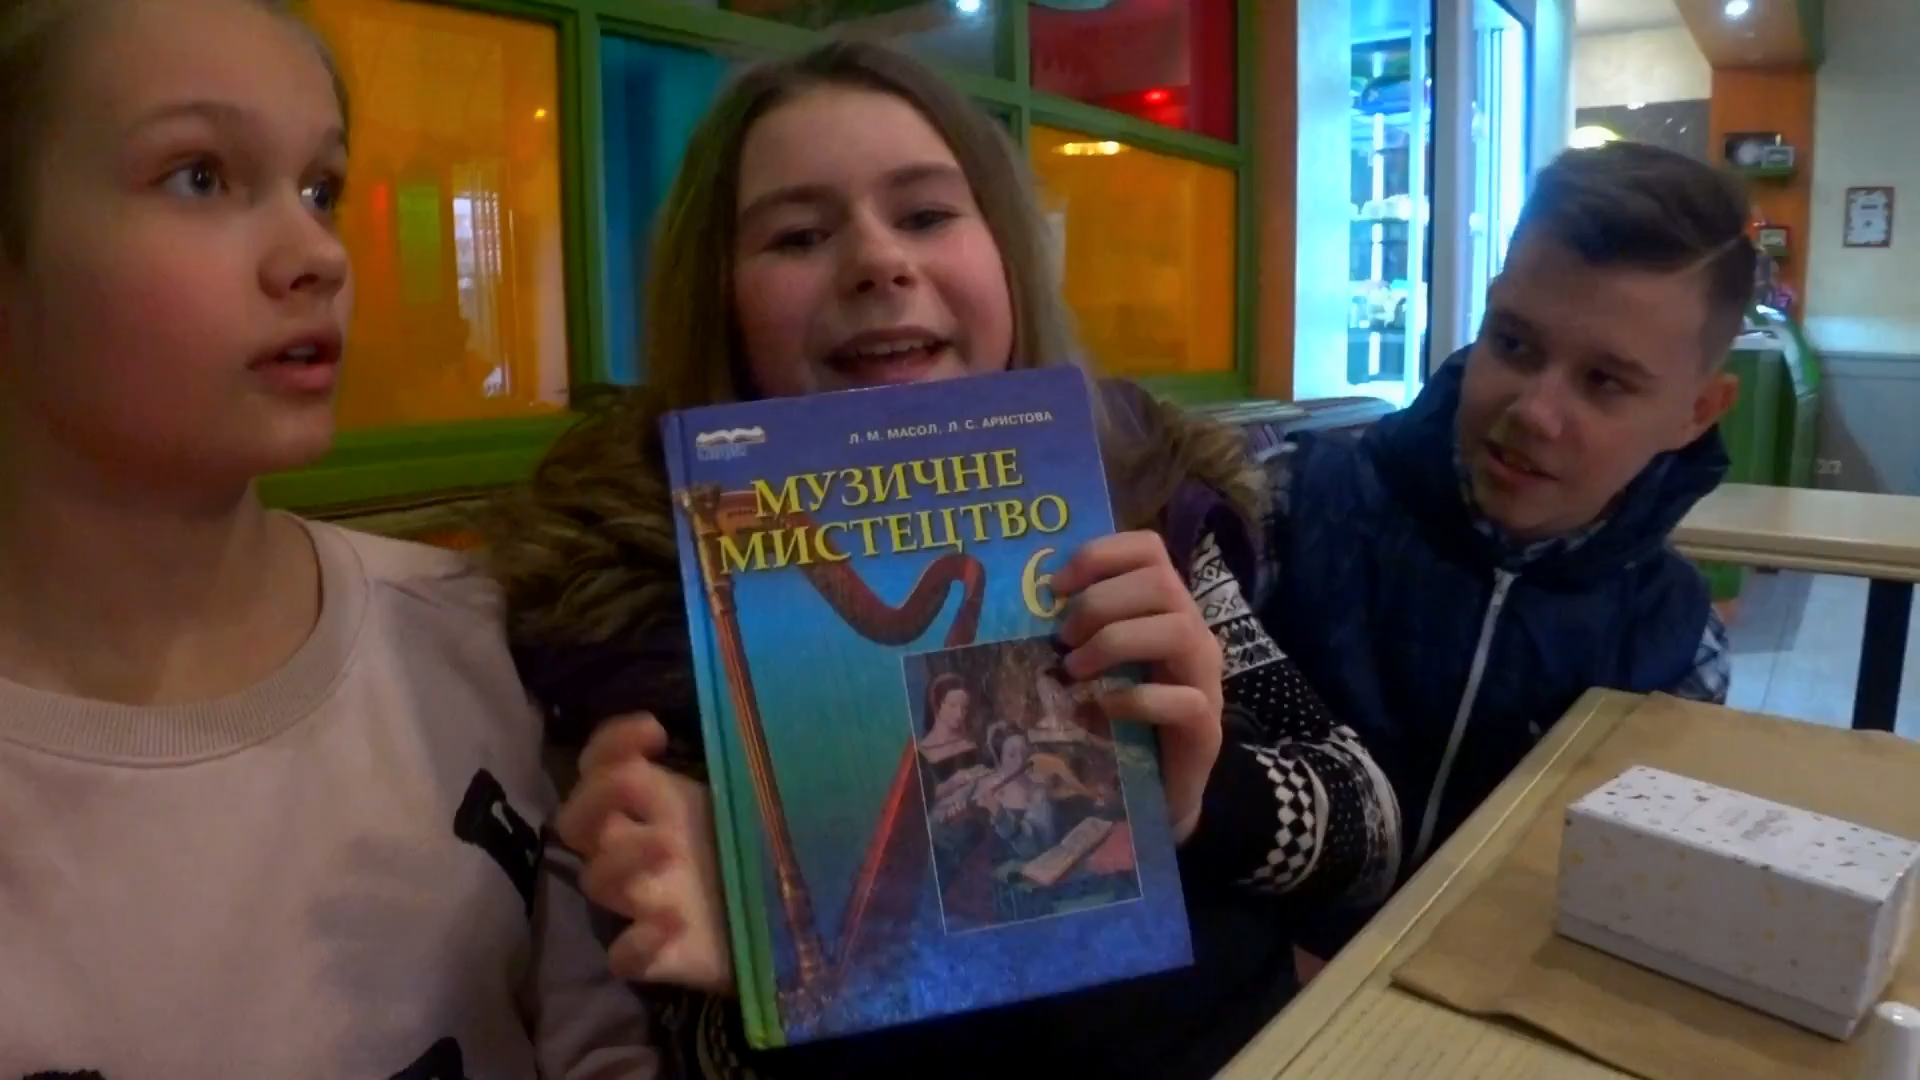 Л. М. МАСОЛ, Л. С. АРИСТОВА
МУЗИЧНЕ
МИСТЕЦТВО
6